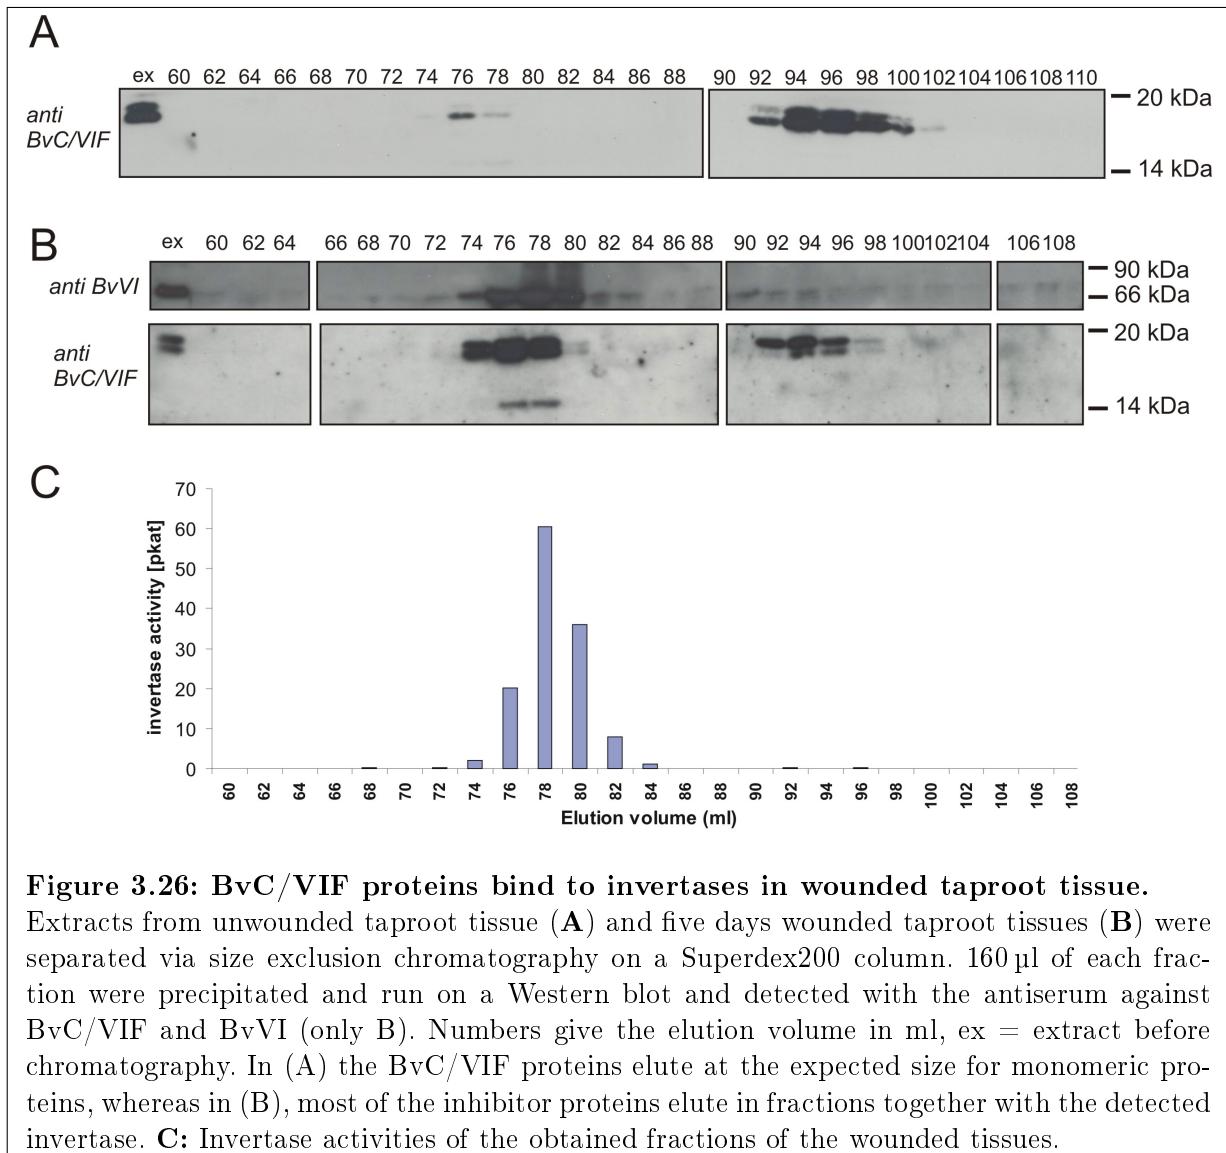 A
ex 60 62 64 66 68 70 72 74 76 78 80 82 84 86 88 90 92 94 96 98 100 102 104 106 108 110
anti
BvC/VIF
20 kDa
14 kDa
B
ex 60 62 64 66 68 70 72 74 76 78 80 82 84 86 88 90 92 94 96 98 100 102 104 106 108
anti BvVI
90 kDa
66 kDa
anti
BvC/VIF
20 kDa
14 kDa
C
invertase activity [pkat]
70
60
50
40
30
20
10
0
60 62 64 66 68 70 72 74 76 78 80 82 84 86 88 90 92 94 96 98 100 102 104 106 108
Elution volume (ml)
Figure 3.26: BvC/VIF proteins bind to invertases in wounded taproot tissue.
Extracts from unwounded taproot tissue (A) and five days wounded taproot tissues (B) were
separated via size exclusion chromatography on a Superdex200 column. 160 µl of each frac-
tion were precipitated and run on a Western blot and detected with the antiserum against
BvC/VIF and BvVI (only B). Numbers give the elution volume in ml, ex = extract before
chromatography. In (A) the BvC/VIF proteins elute at the expected size for monomeric pro-
teins, whereas in (B), most of the inhibitor proteins elute in fractions together with the detected
invertase. C: Invertase activities of the obtained fractions of the wounded tissues.